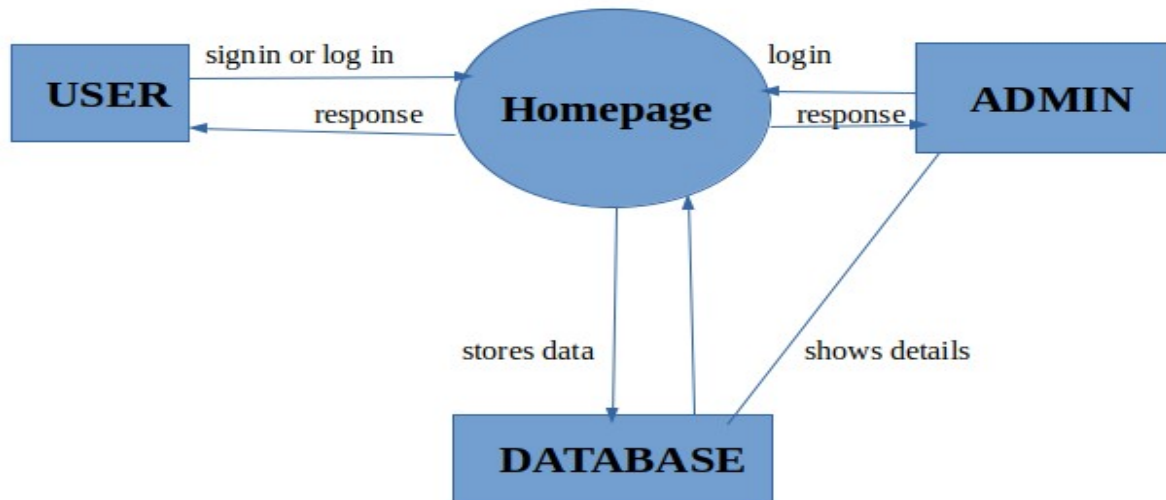 signin or log in
login
USER
Homepage
ADMIN
response
response
stores data
shows details
DATABASE